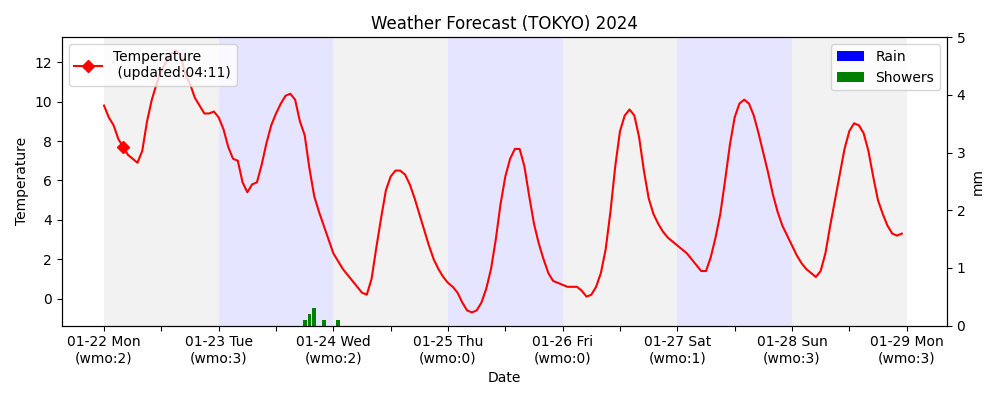 Weather Forecast (TOKYO) 2024
Temperature
(updated:04:11)
Rain
Showers
12
10
8
6
4
2
0
Temperature
5
4
3
2
1
0
mm
01-22 Mon 01-23 Tue 01-24 Wed 01-25 Thu 01-26 Fri 01-27 Sat 01-28 Sun 01-29 Mon
(wmo:2) (wmo:3) (wmo:2) (wmo:0) (wmo:0) (wmo:1) (wmo:3) (wmo:3)
Date